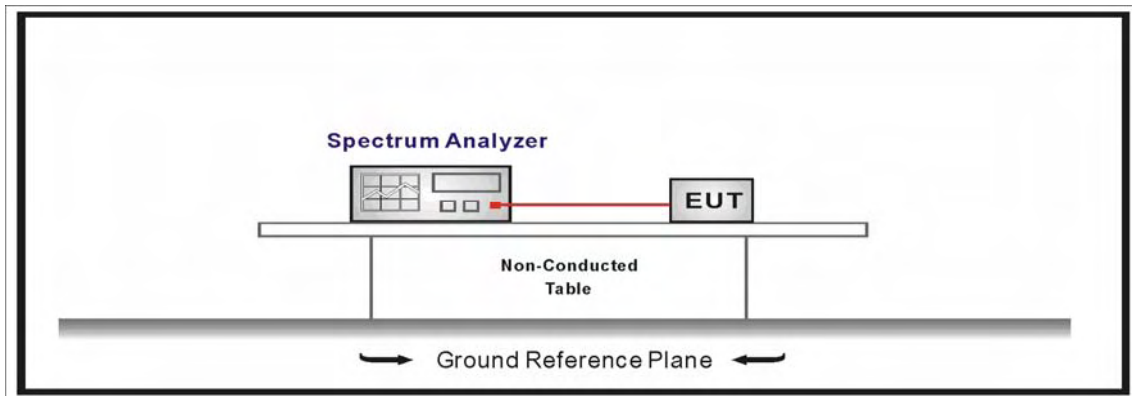 Spectrum Analyzer
EUT
Non-Conducted
Table
Ground Reference Plane